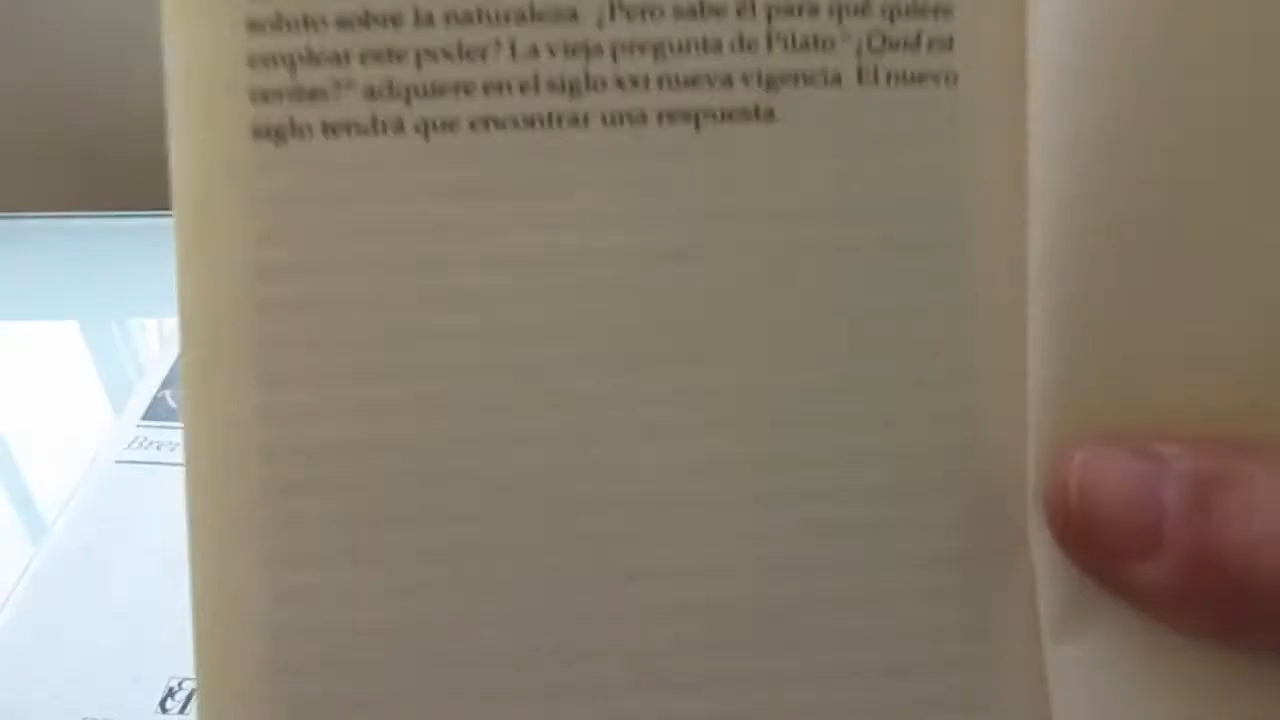 soluto sobre la naturaleza. ¿Pero sabe él para qué quiere
emplear este poder? La vieja pregunta de Pilato "¿Quid est
veritas?" adquiere en el siglo XXI nueva vigencia. El nuevo
siglo tendrá que encontrar una respuesta.
Bre